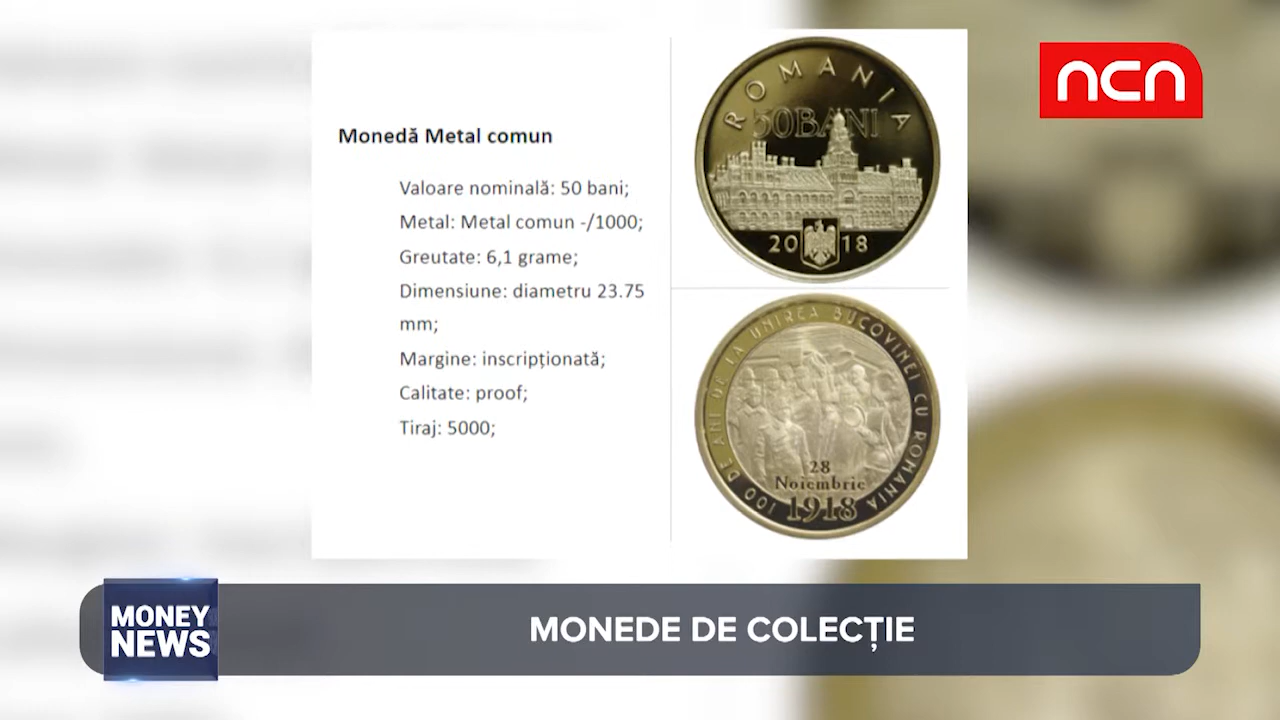 Monedă Metal comun
Valoare nominală: 50 bani;
Metal: Metal comun -/1000;
Greutate: 6,1 grame;
Dimensiune: diametru 23.75
mm;
Margine: inscripționată;
Calitate: proof;
Tiraj: 5000;
ROMANIA
50 BANI
2018
100 DE ANI DE LA UNIREA BUCOVINEI CU ROMANIA
28
Noiembrie
1918
ncn
MONEY
NEWS
MONEDE DE COLECȚIE